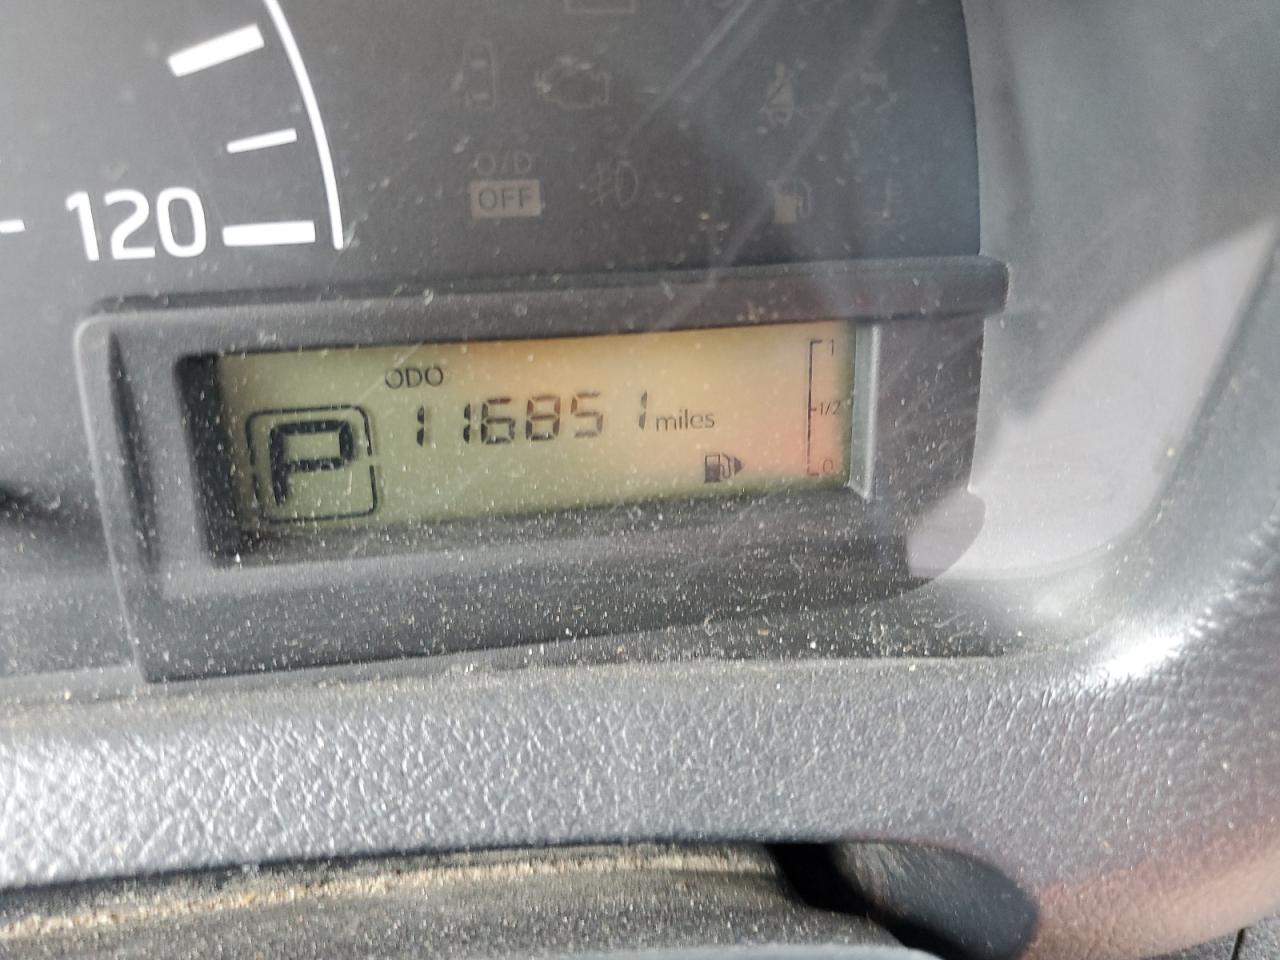 120
O/D
OFF
ODO
P
116851 miles
1
1/2
0